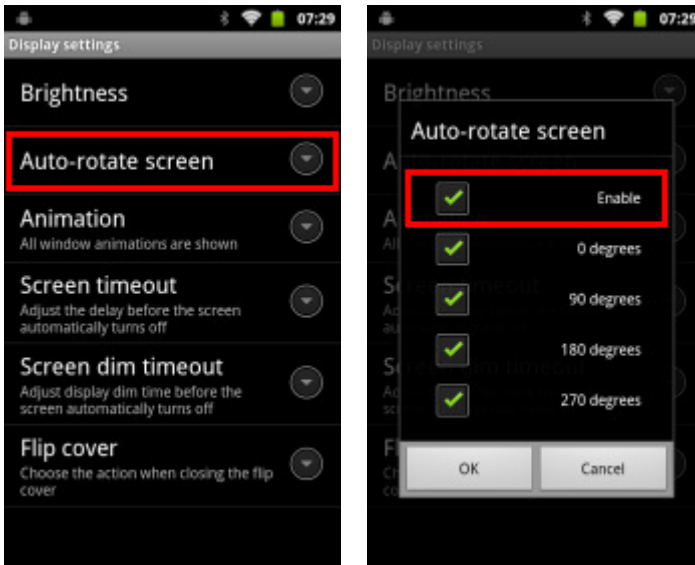 07:29
Display settings
Brightness
Auto-rotate screen
Animation
All window animations are shown
Screen timeout
Adjust the delay before the screen
automatically turns off
Screen dim timeout
Adjust display dim time before the
screen automatically turns off
Flip cover
Choose the action when closing the flip
cover
07:29
Display settings
Brightness
Auto-rotate screen
Enable
0 degrees
90 degrees
180 degrees
270 degrees
OK
Cancel